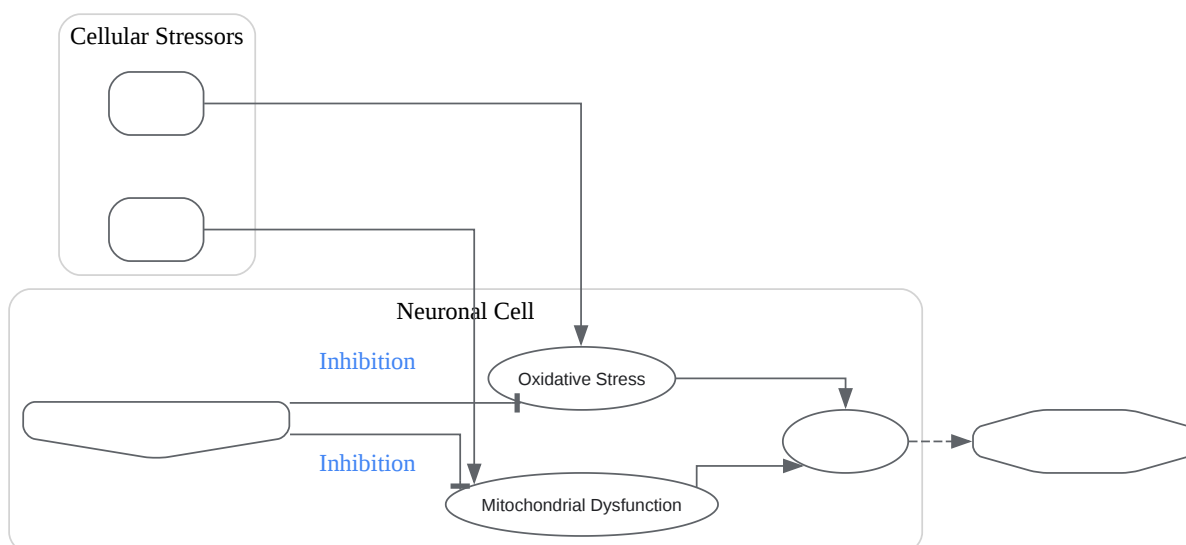 Cellular Stressors
Neuronal Cell
Inhibition
Oxidative Stress
Inhibition
Mitochondrial Dysfunction